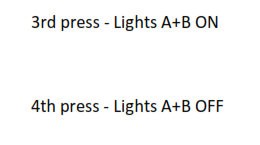 3rd press - Lights A+B ON
4th press - Lights A+B OFF